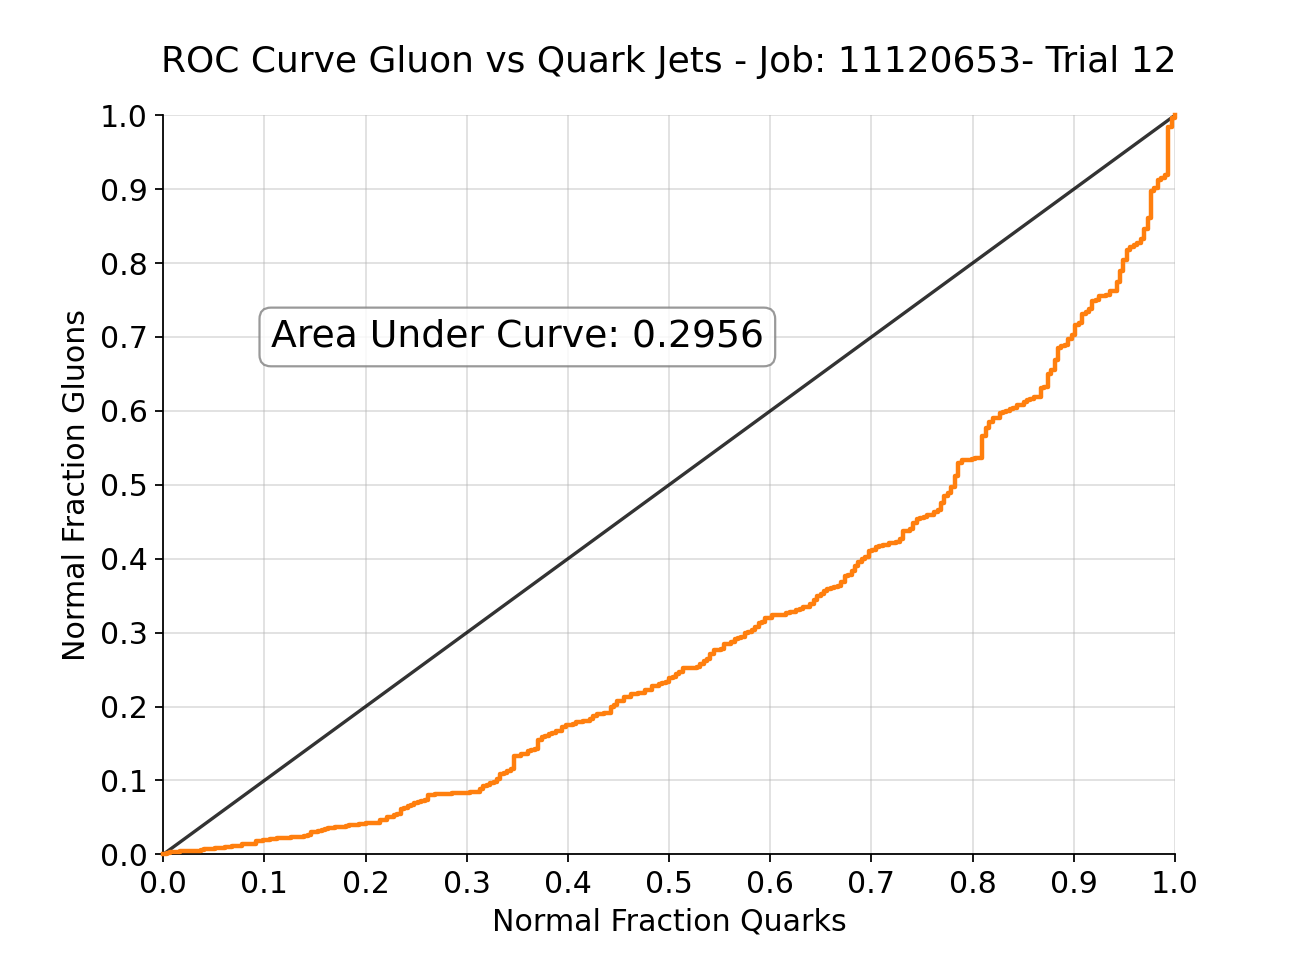 ROC Curve Gluon vs Quark Jets - Job: 11120653- Trial 12
1.0
0.9
0.8
0.7
0.6
0.5
0.4
0.3
0.2
0.1
0.0
Normal Fraction Gluons
Area Under Curve: 0.2956
0.0 0.1 0.2 0.3 0.4 0.5 0.6 0.7 0.8 0.9 1.0
Normal Fraction Quarks